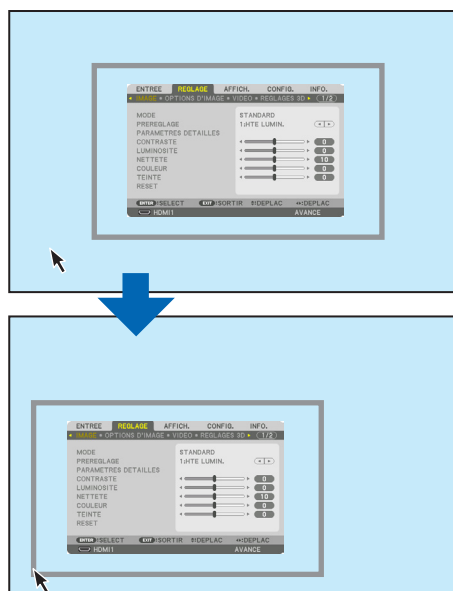 ENTREE REGLAGE AFFICH. CONFIG. INFO.
IMAGE • OPTIONS D'IMAGE • VIDEO • REGLAGES 3D 1/2
MODE STANDARD
PREREGLAGE 1:HTE LUMIN.
PARAMETRES DETAILLES
CONTRASTE 0
LUMINOSITE 0
NETTETE 10
COULEUR 0
TEINTE 0
RESET
ENTER :SELECT EXIT :SORTIR :DEPLAC :DEPLAC
HDMI1 AVANCE
ENTREE REGLAGE AFFICH. CONFIG. INFO.
IMAGE • OPTIONS D'IMAGE • VIDEO • REGLAGES 3D 1/2
MODE STANDARD
PREREGLAGE 1:HTE LUMIN.
PARAMETRES DETAILLES
CONTRASTE 0
LUMINOSITE 0
NETTETE 10
COULEUR 0
TEINTE 0
RESET
ENTER :SELECT EXIT :SORTIR :DEPLAC :DEPLAC
HDMI1 AVANCE